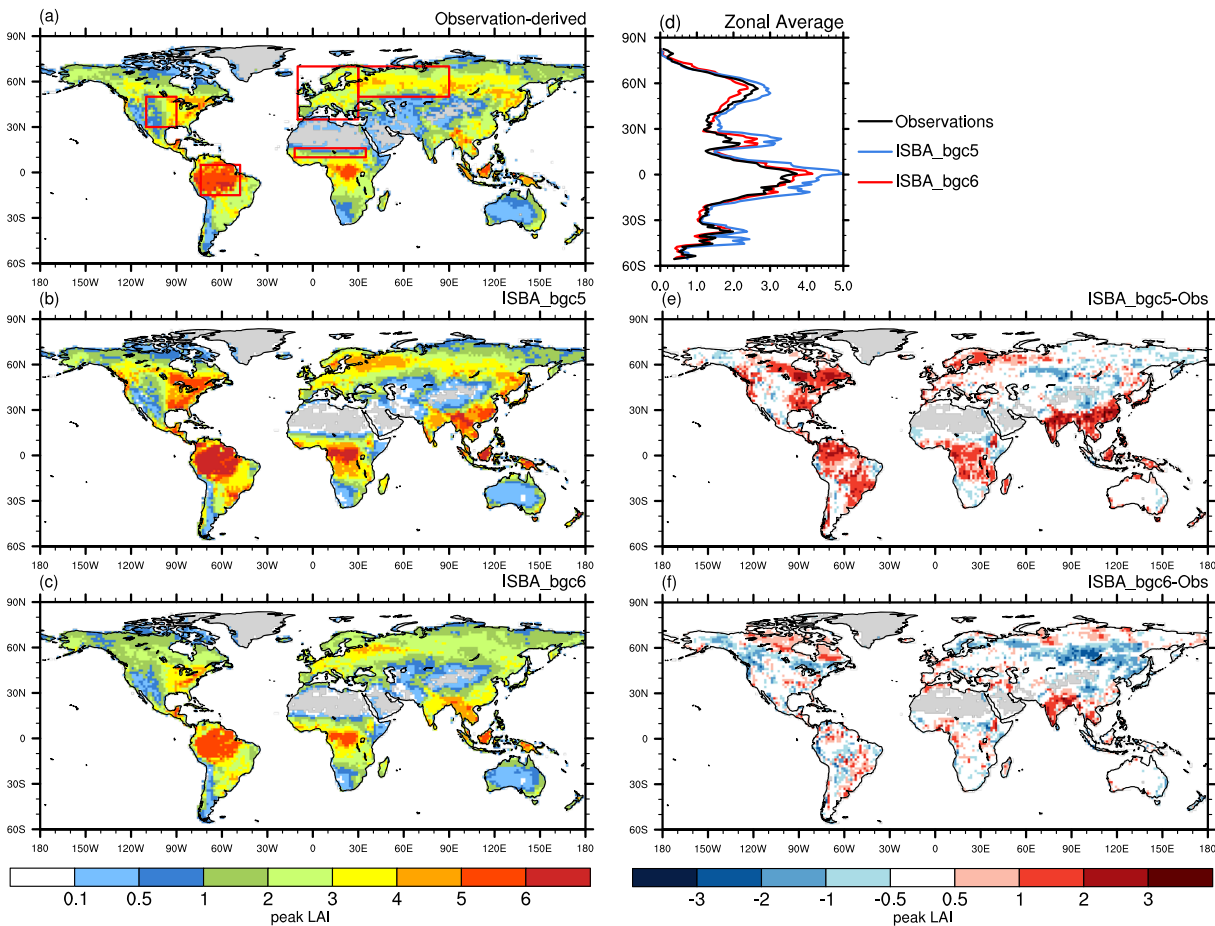 (a) Observation-derived
90N
60N
30N
0
30S
60S
180 150W 120W 90W 60W 30W 0 30E 60E 90E 120E 150E 180
(d) Zonal Average
90N
60N
30N
0
30S
60S
0.0 1.0 2.0 3.0 4.0 5.0
Observations
ISBA_bgc5
ISBA_bgc6
(b) ISBA_bgc5
90N
60N
30N
0
30S
60S
180 150W 120W 90W 60W 30W 0 30E 60E 90E 120E 150E 180
(e) ISBA_bgc5-Obs
90N
60N
30N
0
30S
60S
180 150W 120W 90W 60W 30W 0 30E 60E 90E 120E 150E 180
(c) ISBA_bgc6
90N
60N
30N
0
30S
60S
180 150W 120W 90W 60W 30W 0 30E 60E 90E 120E 150E 180
(f) ISBA_bgc6-Obs
90N
60N
30N
0
30S
60S
180 150W 120W 90W 60W 30W 0 30E 60E 90E 120E 150E 180
0.1 0.5 1 2 3 4 5 6
peak LAI
-3 -2 -1 -0.5 0.5 1 2 3
peak LAI